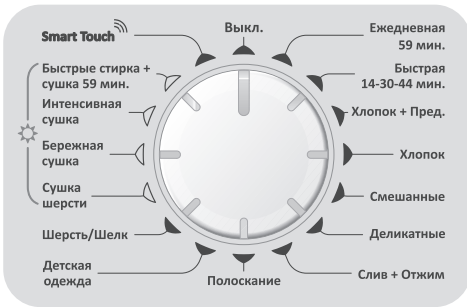 Smart Touch
Выкл.
Ежедневная
59 мин.
Быстрые стирка +
сушка 59 мин.
Быстрая
14-30-44 мин.
Интенсивная
сушка
Хлопок + Пред.
Бережная
сушка
Хлопок
Сушка
шерсти
Смешанные
Шерсть/Шелк
Деликатные
Детская
одежда
Полоскание
Слив + Отжим